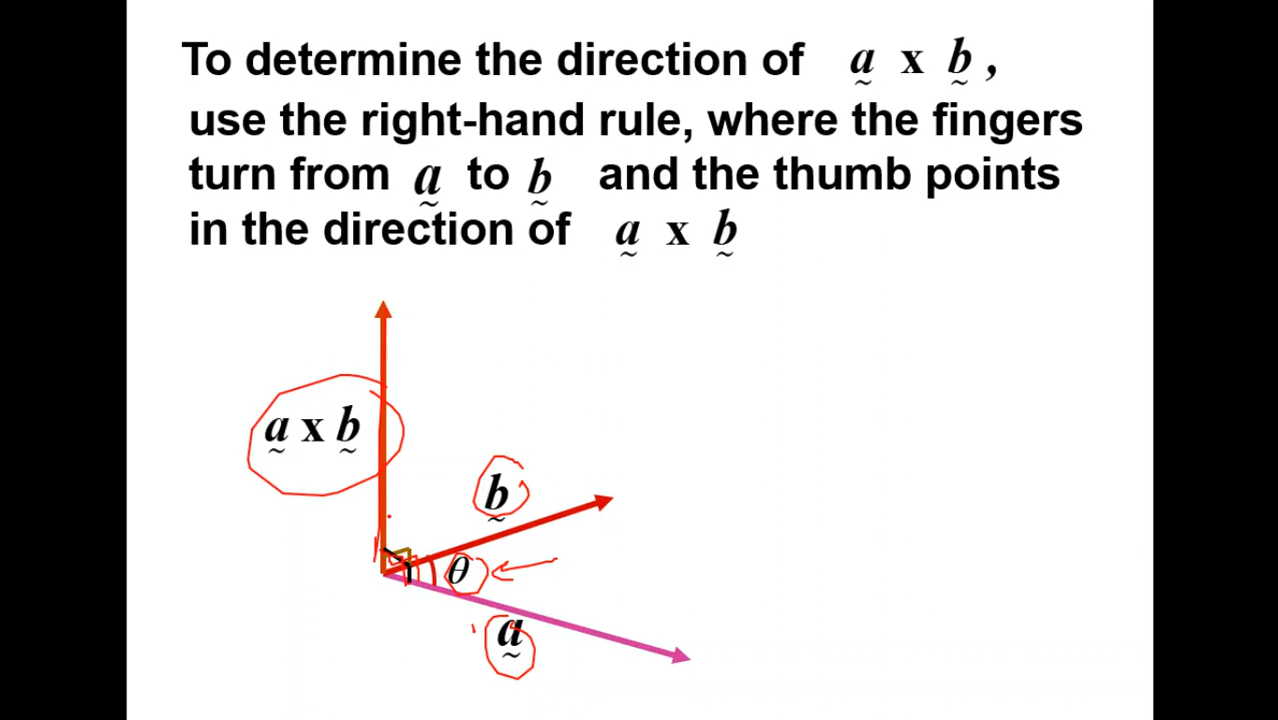 To determine the direction of a x b ,
use the right-hand rule, where the fingers
turn from a to b and the thumb points
in the direction of a x b
a x b
b
θ
a